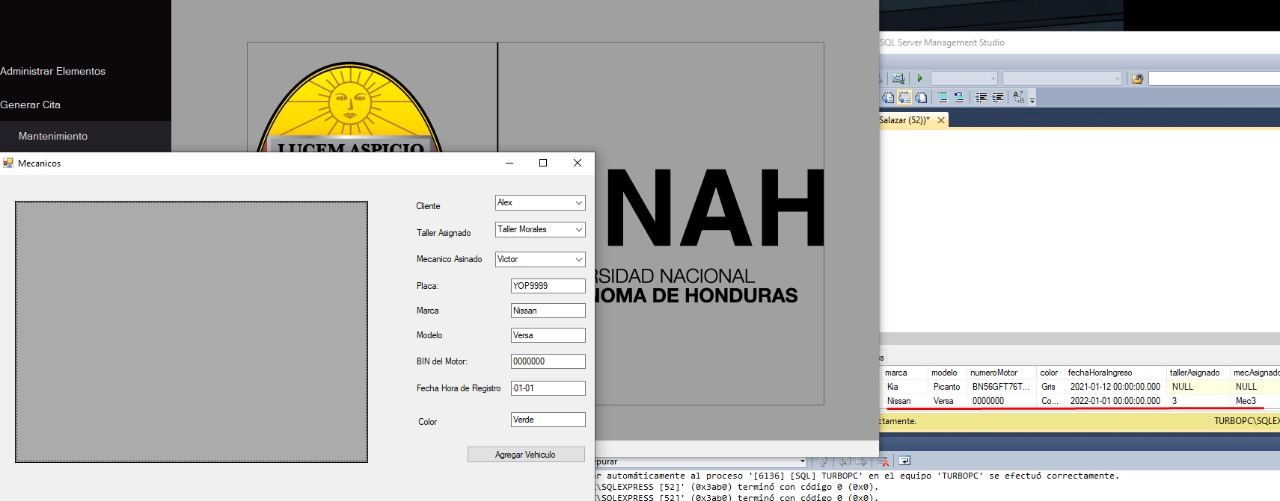 SQL Server Management Studio
Administrar Elementos
Generar Cita
Mantenimiento
Salazar (52))*
LUCEM ASPICIO
NAH
RSIDAD NACIONAL
NOMA DE HONDURAS
Mecanicos
Cliente Alex
Taller Asignado Taller Morales
Mecanico Asinado Victor
Placa: YOP9999
Marca Nissan
Modelo Versa
BIN del Motor: 0000000
Fecha Hora de Registro -01-01
Color Verde
Agregar Vehiculo
marca modelo numeroMotor color fechaHoraIngreso tallerAsignado mecAsignado
Kia Picanto BN56GFT76T... Gris 2021-01-12 00:00:00.000 NULL NULL
Nissan Versa 0000000 Co... 2022-01-01 00:00:00.000 3 Mec3
ctamente. TURBOPC\SQLEX
epurar
ar automáticamente al proceso '[6136] [SQL] TURBOPC' en el equipo 'TURBOPC' se efectuó correctamente.
C\SQLEXPRESS [52]' (0x3ab0) terminó con código 0 (0x0).
C\SQLEXPRESS [52]' (0x3ab0) terminó con código 0 (0x0).